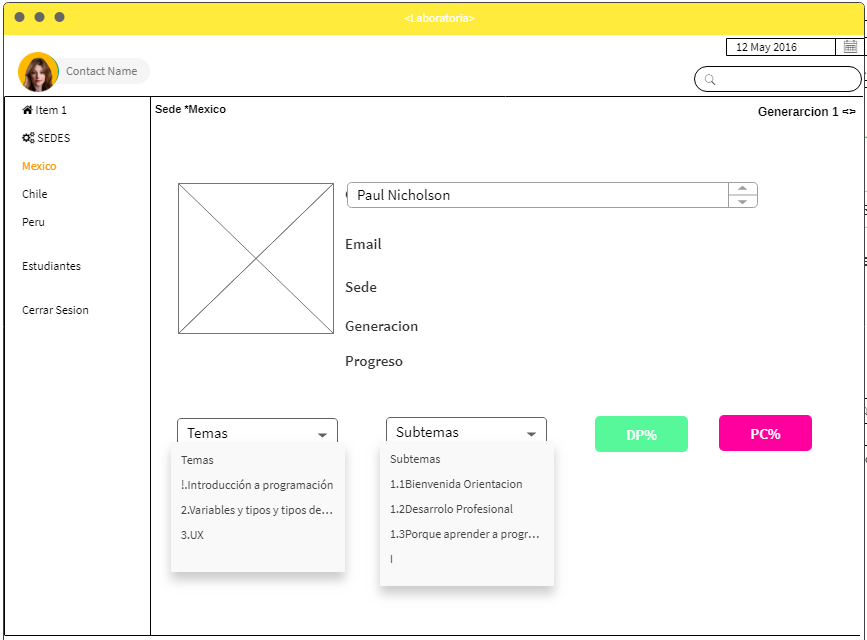 <Laboratoria>
12 May 2016
Contact Name
Item 1
Sede *Mexico
Generarcion 1 <=
SEDES
Mexico
Chile
Peru
Estudiantes
Cerrar Sesion
Paul Nicholson
Email
Sede
Generacion
Progreso
Temas
Subtemas
DP%
PC%
Temas
!.Introducción a programación
2.Variables y tipos y tipos de...
3.UX
Subtemas
1.1Bienvenida Orientacion
1.2Desarrolo Profesional
1.3Porque aprender a progr...
I